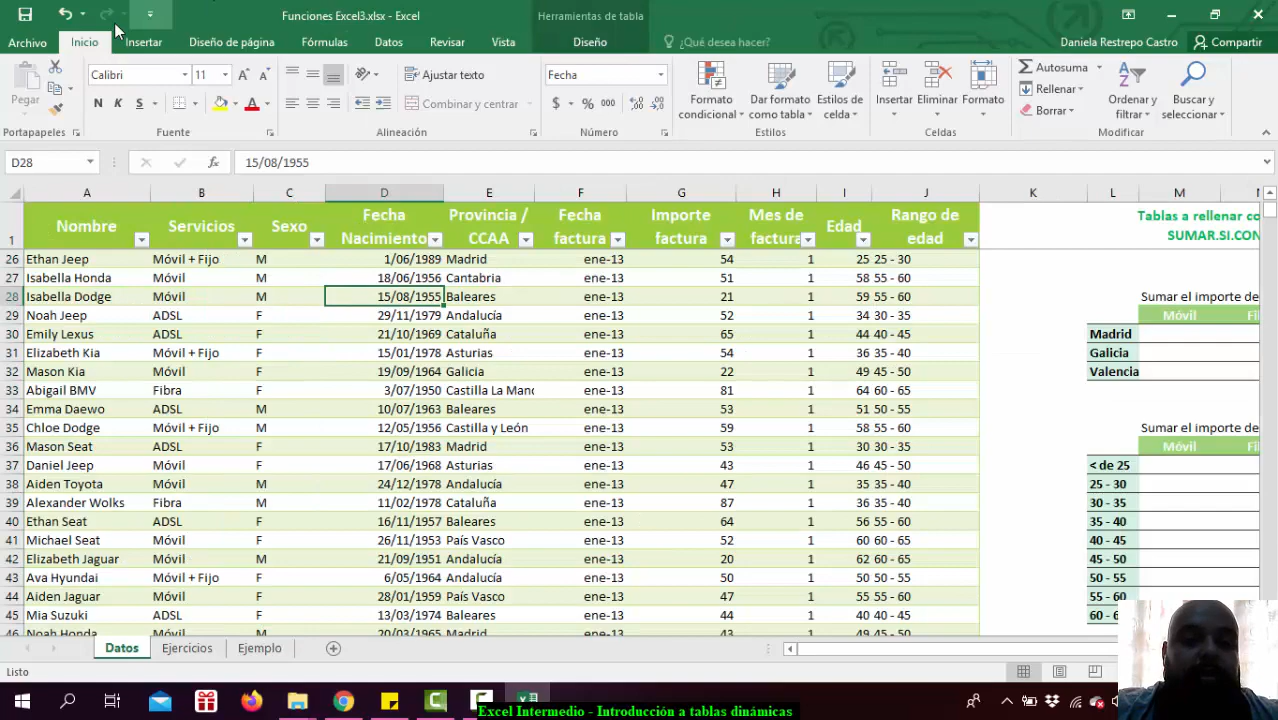 Funciones Excel3.xlsx - Excel
Herramientas de tabla
Archivo Inicio Insertar Diseño de página Fórmulas Datos Revisar Vista Diseño ¿Qué desea hacer? Daniela Restrepo Castro Compartir
Calibri 11 Ajustar texto Fecha Autosuma
Pegar N K S Combinar y centrar $ % 000 Formato condicional Dar formato como tabla Estilos de celda Insertar Eliminar Formato Rellenar Borrar Ordenar y filtrar Buscar y seleccionar
Portapapeles Fuente Alineación Número Estilos Celdas Modificar
D28 fx 15/08/1955
A B C D E F G H I J K L M N
1 Nombre Servicios Sexo Fecha Nacimiento Provincia / CCAA Fecha factura Importe factura Mes de factura Edad Rango de edad
Tablas a rellenar co
SUMAR.SI.CON
26 Ethan Jeep Móvil + Fijo M 1/06/1989 Madrid ene-13 54 1 25 25 - 30
27 Isabella Honda Móvil M 18/06/1956 Cantabria ene-13 51 1 58 55 - 60
28 Isabella Dodge Móvil M 15/08/1955 Baleares ene-13 21 1 59 55 - 60 Sumar el importe de
29 Noah Jeep ADSL F 29/11/1979 Andalucía ene-13 52 1 34 30 - 35 Móvil
30 Emily Lexus ADSL F 21/10/1969 Cataluña ene-13 65 1 44 40 - 45 Madrid
31 Elizabeth Kia Móvil + Fijo F 15/01/1978 Asturias ene-13 54 1 36 35 - 40 Galicia
32 Mason Kia Móvil M 19/09/1964 Galicia ene-13 22 1 49 45 - 50 Valencia
33 Abigail BMV Fibra F 3/07/1950 Castilla La Manc ene-13 81 1 64 60 - 65
34 Emma Daewo ADSL M 10/07/1963 Baleares ene-13 53 1 51 50 - 55
35 Chloe Dodge Móvil + Fijo M 12/05/1956 Castilla y León ene-13 59 1 58 55 - 60 Sumar el importe de
36 Mason Seat ADSL F 17/10/1983 Madrid ene-13 53 1 30 30 - 35 Móvil
37 Daniel Jeep Móvil F 17/06/1968 Asturias ene-13 43 1 46 45 - 50 < de 25
38 Aiden Toyota Móvil M 24/12/1978 Andalucía ene-13 47 1 35 35 - 40 25 - 30
39 Alexander Wolks Fibra M 11/02/1978 Cataluña ene-13 87 1 36 35 - 40 30 - 35
40 Ethan Seat ADSL F 16/11/1957 Baleares ene-13 64 1 56 55 - 60 35 - 40
41 Michael Seat ADSL F 26/11/1953 País Vasco ene-13 52 1 60 60 - 65 40 - 45
42 Elizabeth Jaguar Móvil M 21/09/1951 Andalucía ene-13 20 1 62 60 - 65 45 - 50
43 Ava Hyundai Móvil + Fijo F 6/05/1964 Andalucía ene-13 50 1 50 50 - 55 50 - 55
44 Aiden Jaguar Móvil F 28/01/1959 País Vasco ene-13 47 1 55 55 - 60 55 - 60
45 Mia Suzuki ADSL F 13/03/1974 Baleares ene-13 44 1 40 40 - 45 60 - 6
46 Noah Honda Móvil M 20/03/1965 Madrid ene-13 43 1 49 45 - 50
Datos Ejercicios Ejemplo
Listo
Excel Intermedio - Introducción a tablas dinámicas